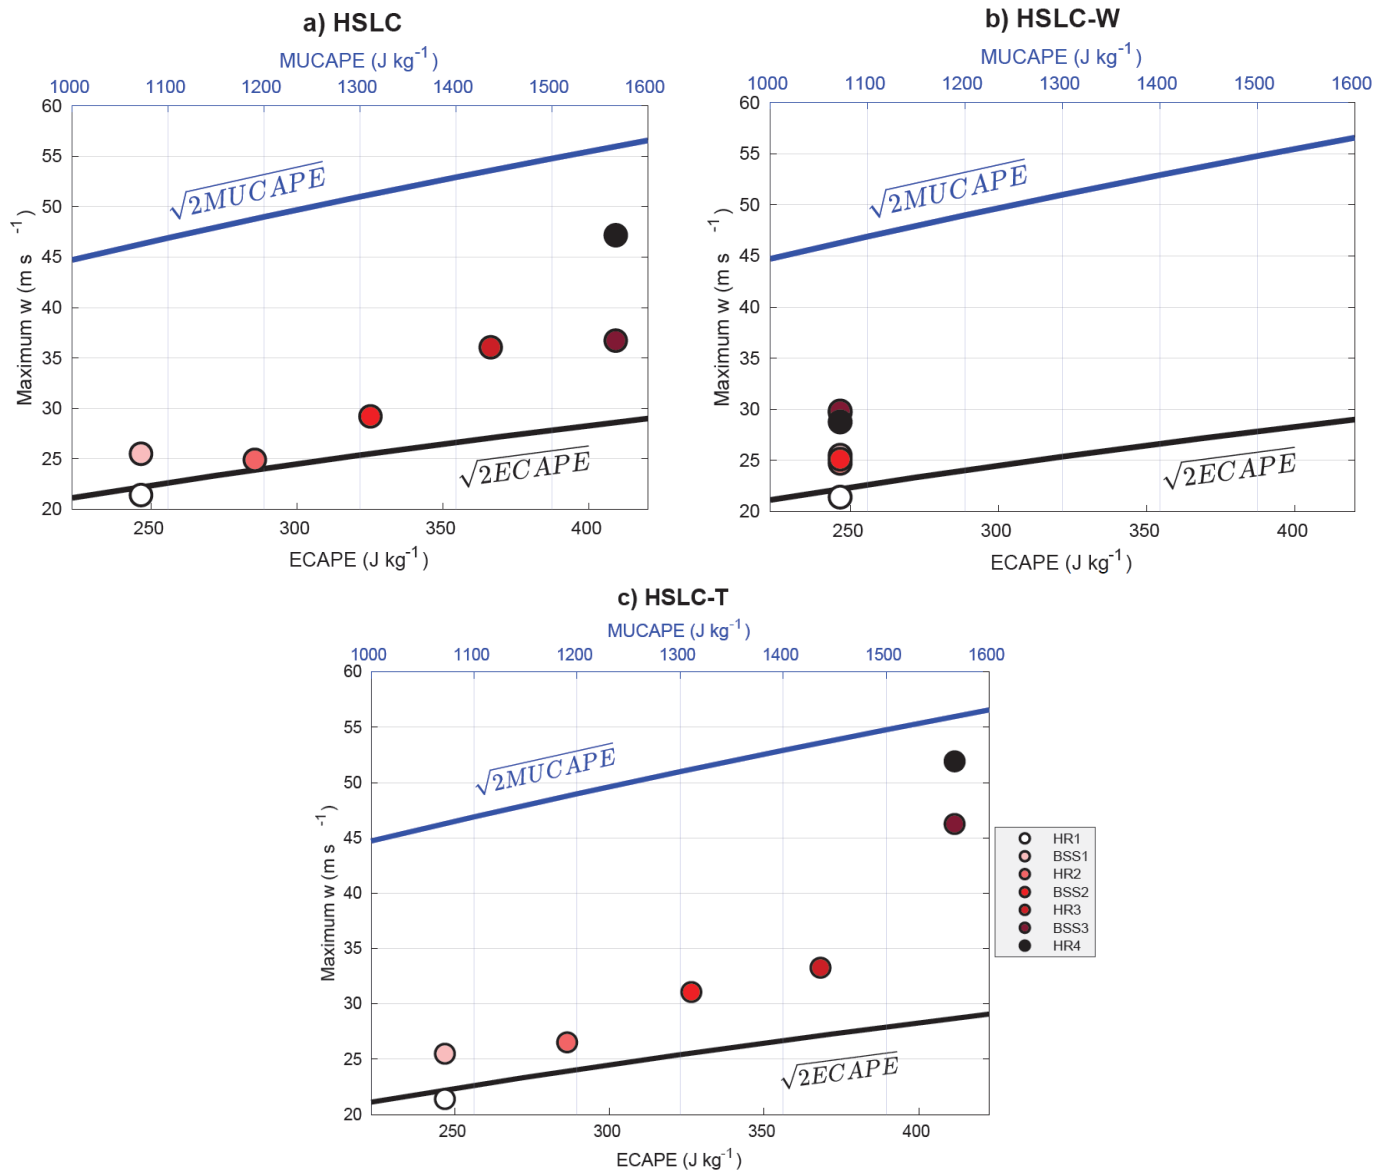 a) HSLC
MUCAPE (J kg⁻¹)
1000 1100 1200 1300 1400 1500 1600
60
55
50
45
40
35
30
25
20
Maximum w (m s⁻¹)
√2MUCAPE
√2ECAPE
250 300 350 400
ECAPE (J kg⁻¹)
b) HSLC-W
MUCAPE (J kg⁻¹)
1000 1100 1200 1300 1400 1500 1600
60
55
50
45
40
35
30
25
20
Maximum w (m s⁻¹)
√2MUCAPE
√2ECAPE
250 300 350 400
ECAPE (J kg⁻¹)
c) HSLC-T
MUCAPE (J kg⁻¹)
1000 1100 1200 1300 1400 1500 1600
60
55
50
45
40
35
30
25
20
Maximum w (m s⁻¹)
√2MUCAPE
√2ECAPE
250 300 350 400
ECAPE (J kg⁻¹)
HR1
BSS1
HR2
BSS2
HR3
BSS3
HR4